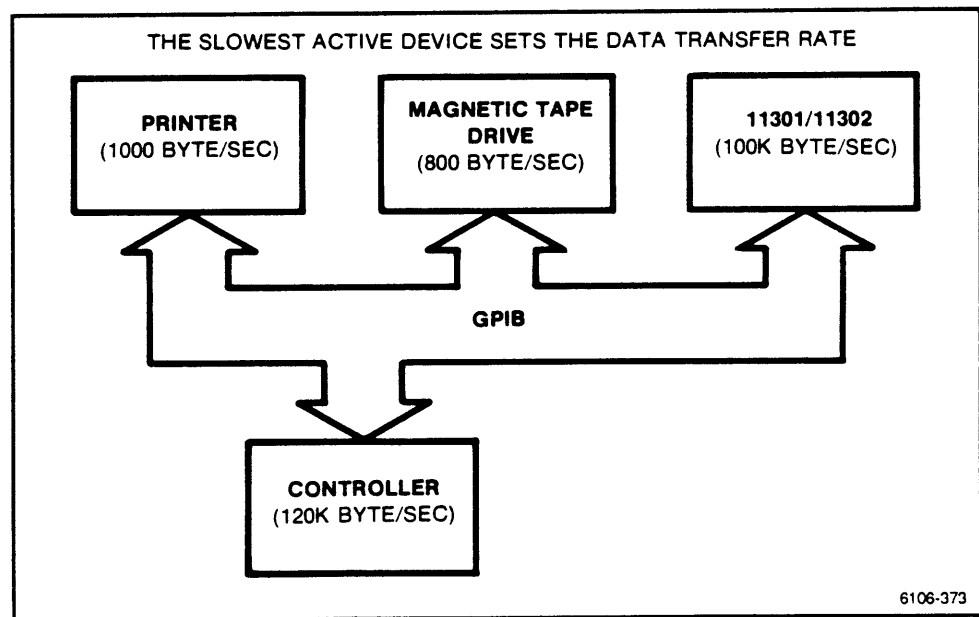 THE SLOWEST ACTIVE DEVICE SETS THE DATA TRANSFER RATE
PRINTER
(1000 BYTE/SEC)
MAGNETIC TAPE
DRIVE
(800 BYTE/SEC)
11301/11302
(100K BYTE/SEC)
GPIB
CONTROLLER
(120K BYTE/SEC)
6106-373